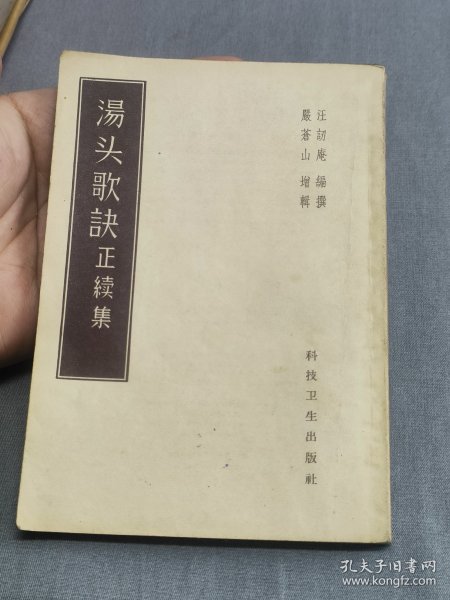 湯头歌訣正續集
汪訒庵 編撰
嚴蒼山 增輯
科技卫生出版社
孔夫子旧书网
www.kongfz.com